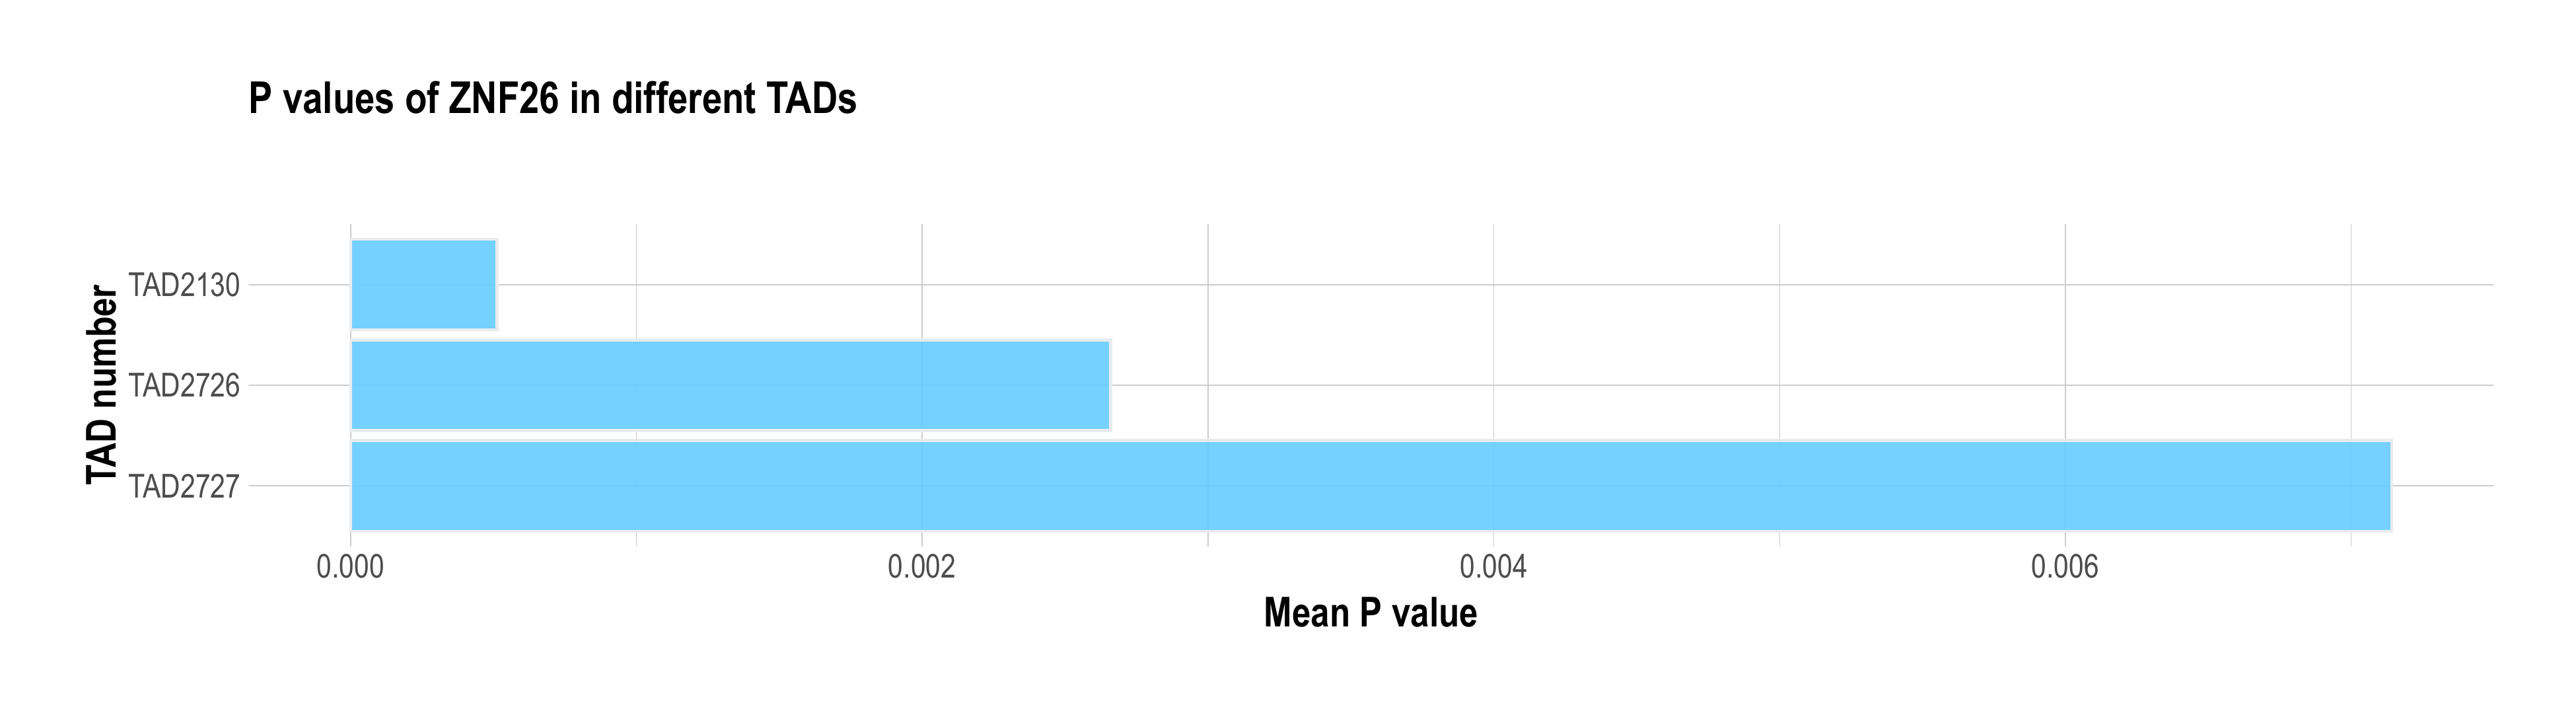 P values of ZNF26 in different TADs
TAD number
TAD2130
TAD2726
TAD2727
0.000
0.002
0.004
0.006
Mean P value